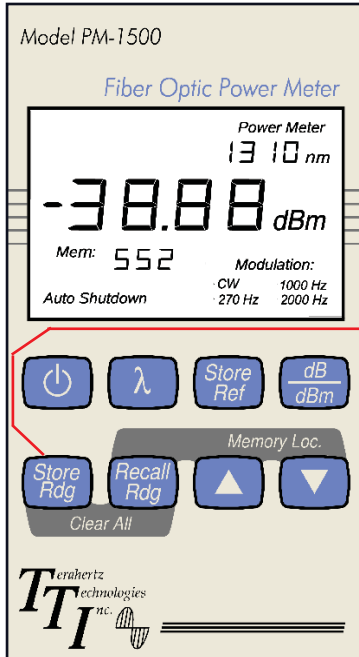 Model PM-1500
Fiber Optic Power Meter
Power Meter
1310 nm
-38.88 dBm
Mem: 552
Modulation:
CW 1000 Hz
Auto Shutdown 270 Hz 2000 Hz
λ
Store Ref
dB dBm
Memory Loc.
Store Rdg
Recall Rdg
Clear All
Terahertz
Technologies
Inc.